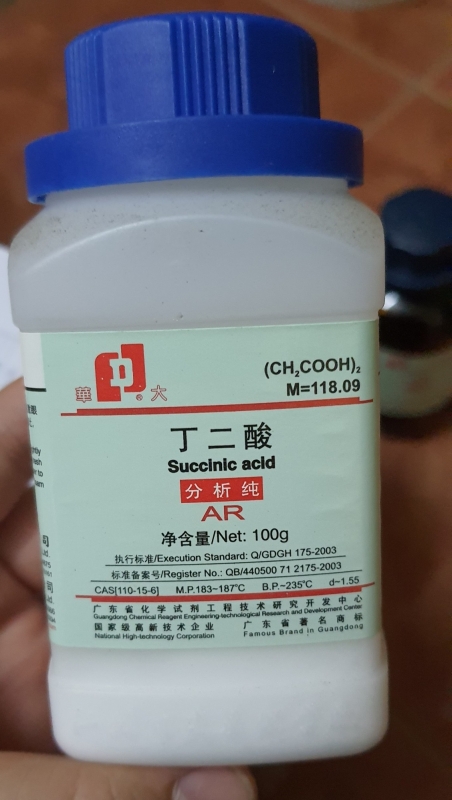 (CH₂COOH)₂
M=118.09
華 ® 大
丁二酸
Succinic acid
分析纯
AR
净含量/Net: 100g
执行标准/Execution Standard: Q/GDGH 175-2003
标准备案号/Register No.: QB/440500 71 2175-2003
CAS[110-15-6] M.P.183~187°C B.P.~235°C d~1.55
广东省化学试剂工程技术研究开发中心
Guangdong Chemical Reagent Engineering-technological Research and Development Center
国家级高新技术企业 广东省著名商标
National High-technology Corporation Famous Brand in Guangdong